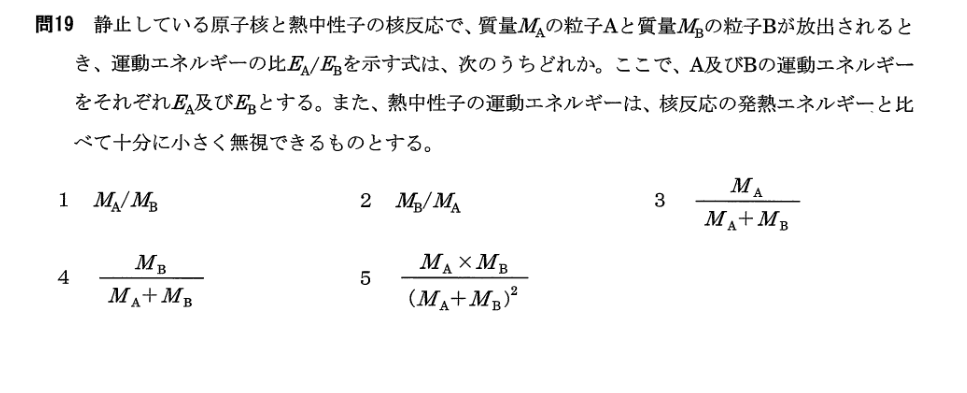 問19 静止している原子核と熱中性子の核反応で、質量M_Aの粒子Aと質量M_Bの粒子Bが放出されると
き、運動エネルギーの比E_A/E_Bを示す式は、次のうちどれか。ここで、A及びBの運動エネルギー
をそれぞれE_A及びE_Bとする。また、熱中性子の運動エネルギーは、核反応の発熱エネルギーと比
べて十分に小さく無視できるものとする。
1 M_A/M_B 2 M_B/M_A 3 M_A/(M_A+M_B)
4 M_B/(M_A+M_B) 5 (M_A×M_B)/(M_A+M_B)²